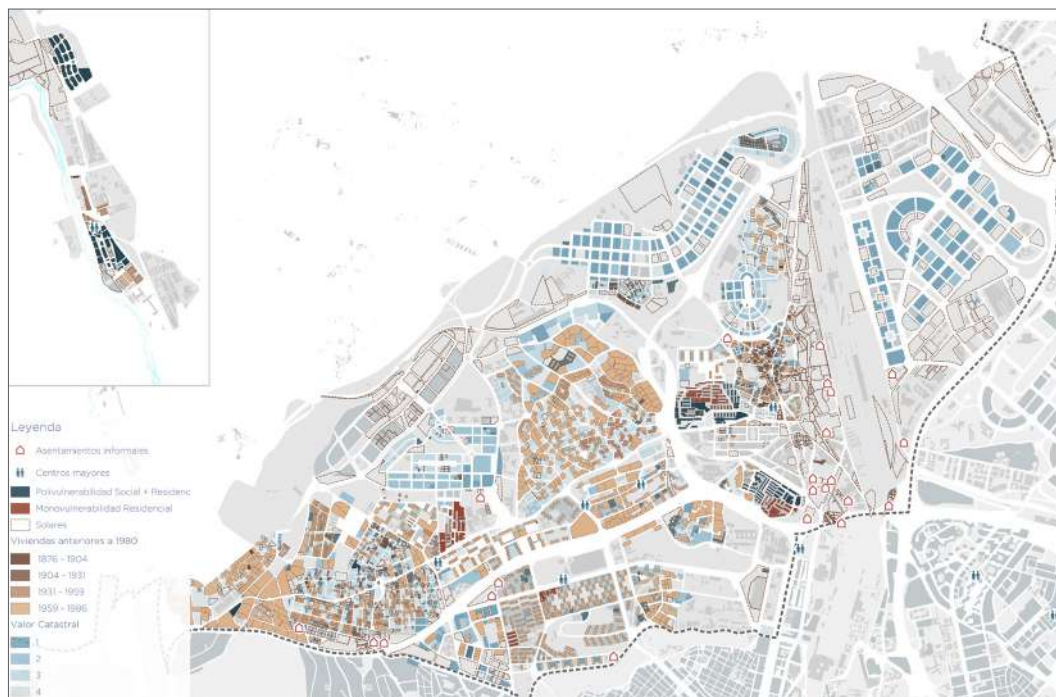 Leyenda
Asentamientos informales
Centros mayores
Polivulnerabilidad Social + Residenc
Monovulnerabilidad Residencial
Solares
Viviendas anteriores a 1980
1876 - 1904
1904 - 1931
1931 - 1959
1959 - 1986
Valor Catastral
1
2
3
4